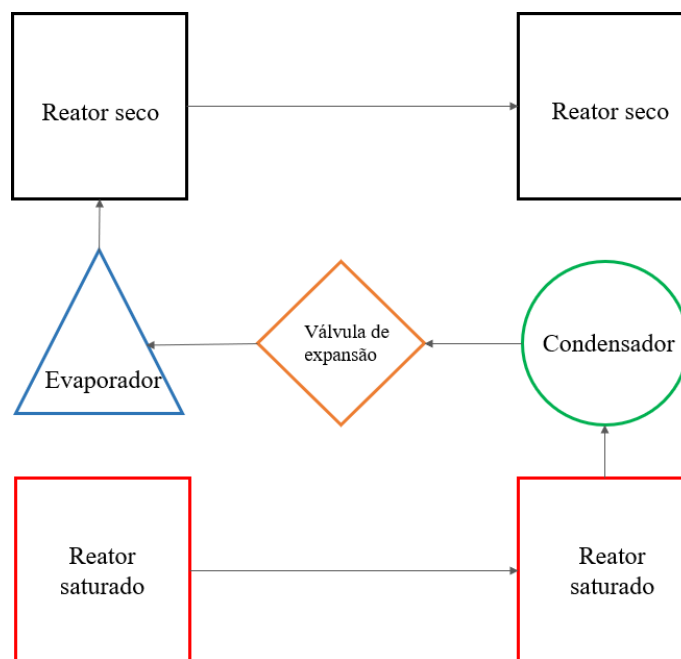 Reator seco
Reator seco
Válvula de
expansão
Condensador
Evaporador
Reator
saturado
Reator
saturado